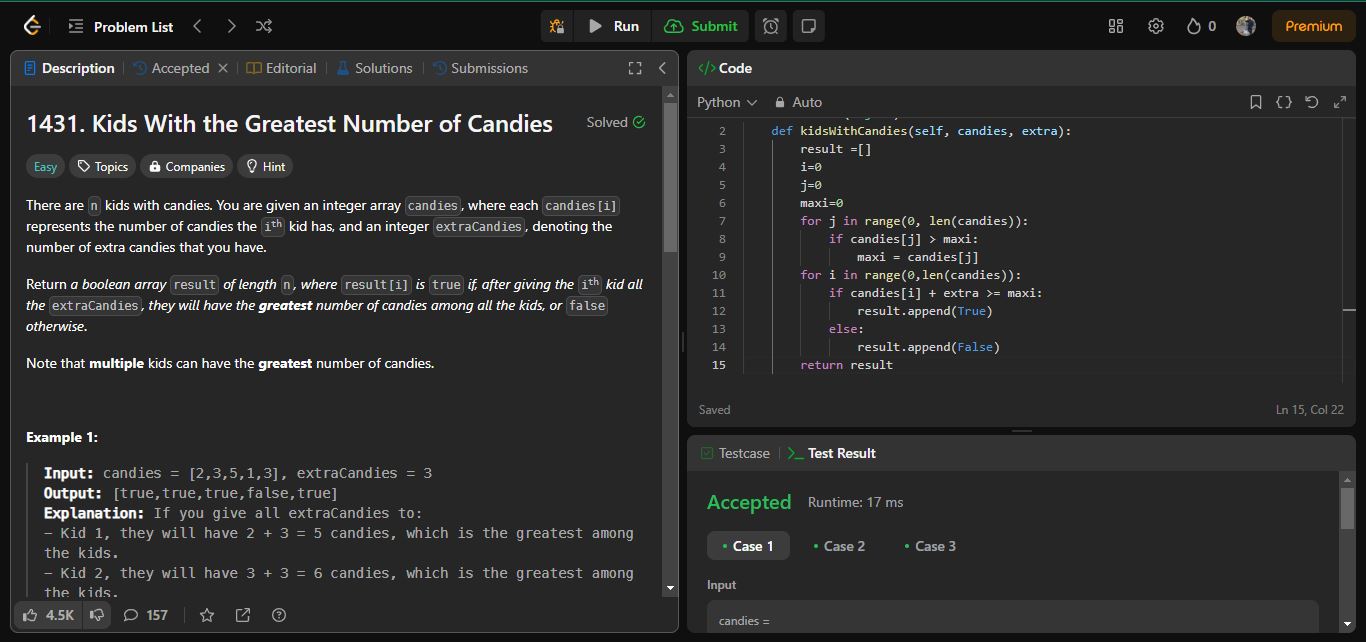 Problem List
Run
Submit
0
Premium
Description
Accepted
Editorial
Solutions
Submissions
1431. Kids With the Greatest Number of Candies
Solved
Easy
Topics
Companies
Hint
There are n kids with candies. You are given an integer array candies, where each candies[i]
represents the number of candies the ith kid has, and an integer extraCandies, denoting the
number of extra candies that you have.
Return a boolean array result of length n, where result[i] is true if, after giving the ith kid all
the extraCandies, they will have the greatest number of candies among all the kids, or false
otherwise.
Note that multiple kids can have the greatest number of candies.
Example 1:
Input: candies = [2,3,5,1,3], extraCandies = 3
Output: [true,true,true,false,true]
Explanation: If you give all extraCandies to:
- Kid 1, they will have 2 + 3 = 5 candies, which is the greatest among
the kids.
- Kid 2, they will have 3 + 3 = 6 candies, which is the greatest among
the kids.
4.5K
157
</> Code
Python
Auto
2 def kidsWithCandies(self, candies, extra):
3 result =[]
4 i=0
5 j=0
6 maxi=0
7 for j in range(0, len(candies)):
8 if candies[j] > maxi:
9 maxi = candies[j]
10 for i in range(0,len(candies)):
11 if candies[i] + extra >= maxi:
12 result.append(True)
13 else:
14 result.append(False)
15 return result
Saved
Ln 15, Col 22
Testcase
>_ Test Result
Accepted
Runtime: 17 ms
• Case 1
• Case 2
• Case 3
Input
candies =